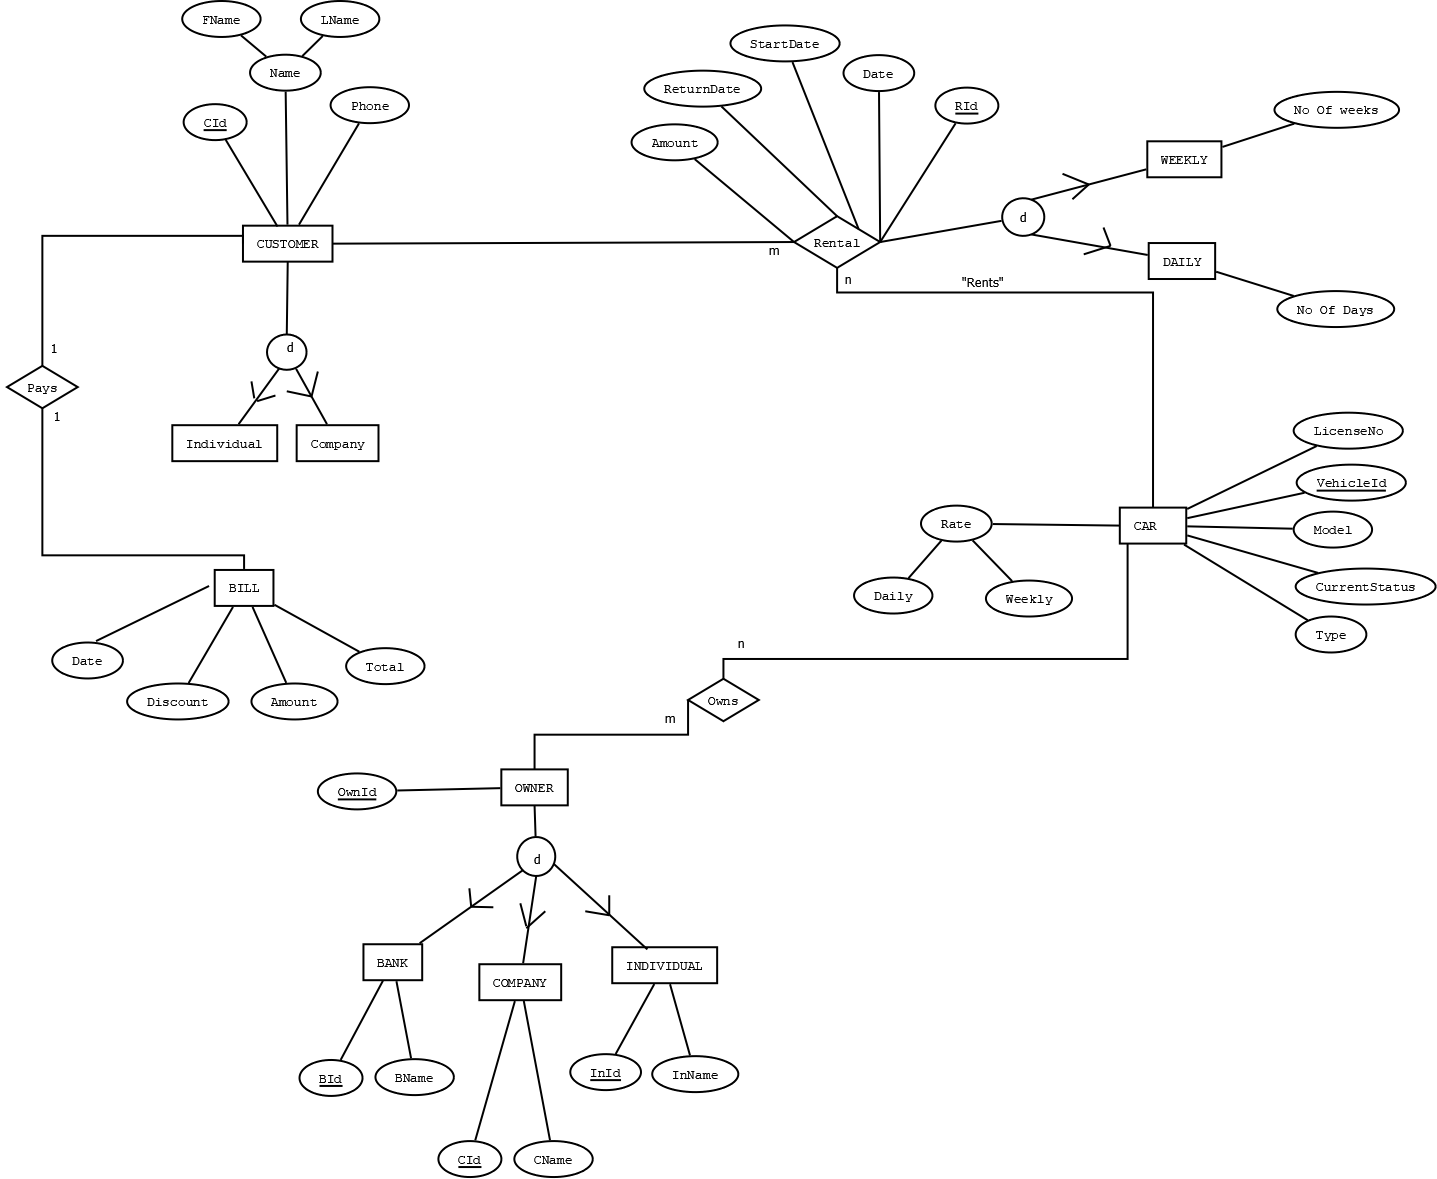 FName
LName
StartDate
Name
Date
ReturnDate
Phone
RId
No Of weeks
CId
Amount
WEEKLY
d
CUSTOMER
Rental
m
DAILY
n
"Rents"
No Of Days
1
d
Pays
1
Individual
Company
LicenseNo
VehicleId
Rate
CAR
Model
BILL
CurrentStatus
Daily
Weekly
Type
n
Date
Total
Discount
Amount
Owns
m
OwnId
OWNER
d
BANK
INDIVIDUAL
COMPANY
BId
BName
InId
InName
CId
CName